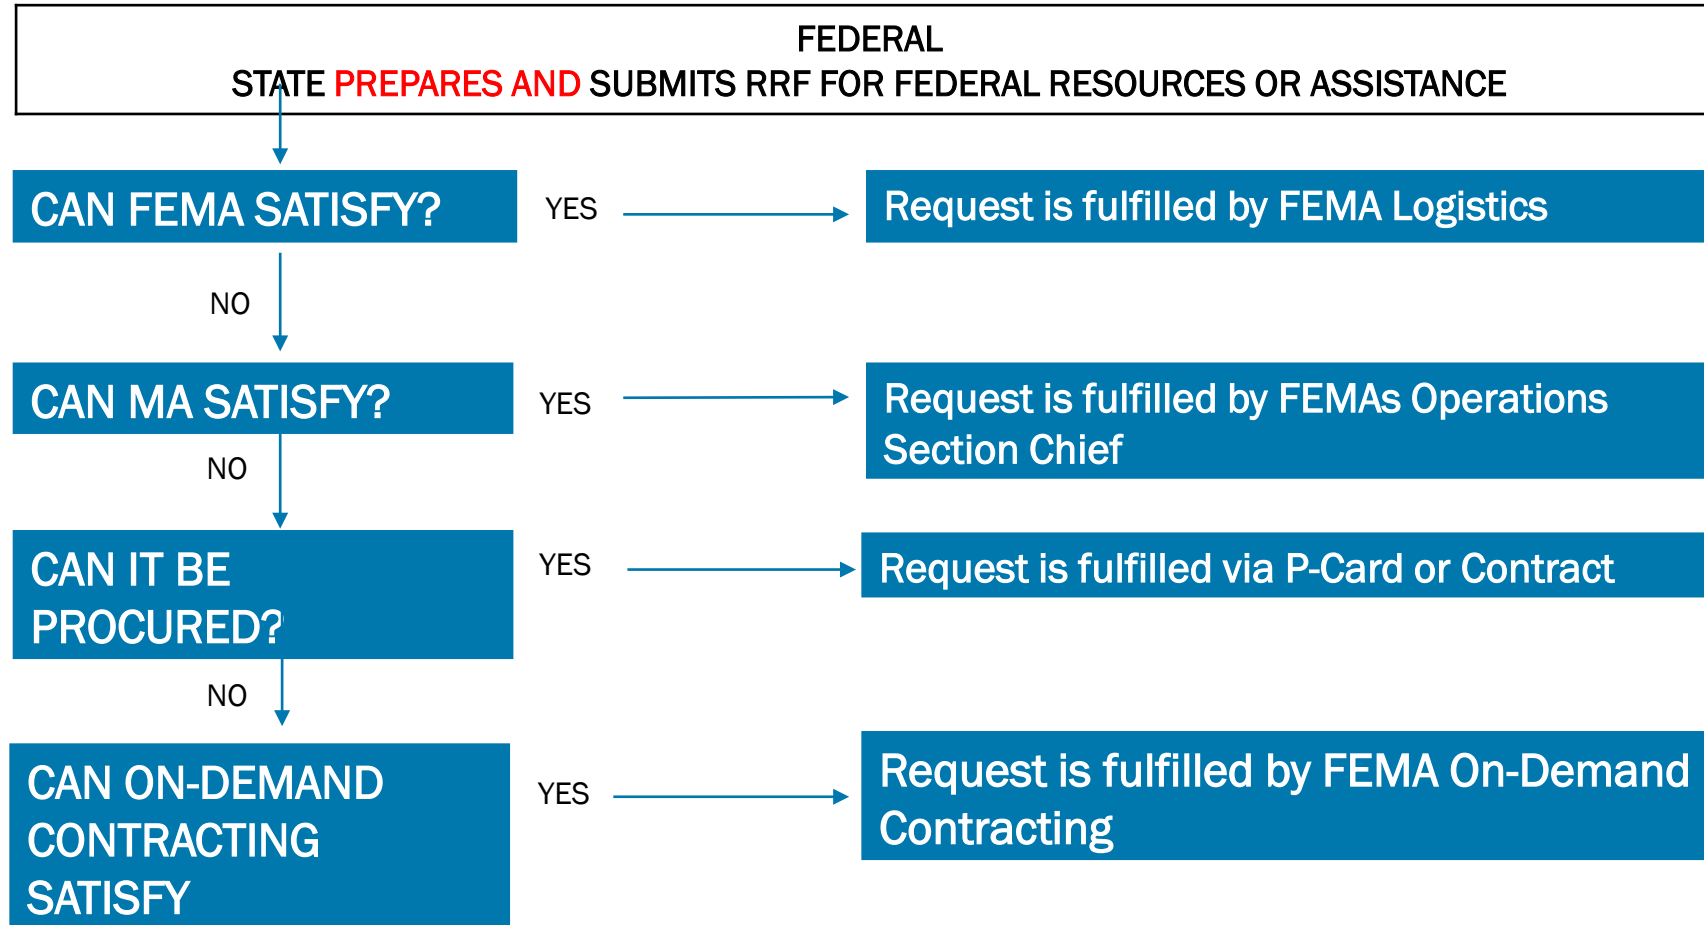 FEDERAL
STATE PREPARES AND SUBMITS RRF FOR FEDERAL RESOURCES OR ASSISTANCE
CAN FEMA SATISFY?
YES
Request is fulfilled by FEMA Logistics
NO
CAN MA SATISFY?
YES
Request is fulfilled by FEMAs Operations
Section Chief
NO
CAN IT BE
PROCURED?
YES
Request is fulfilled via P-Card or Contract
NO
CAN ON-DEMAND
CONTRACTING
SATISFY
YES
Request is fulfilled by FEMA On-Demand
Contracting